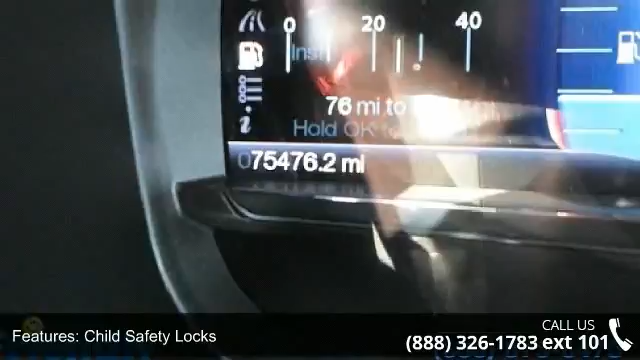 0 20 40
Inst
76 mi to
Hold OK
075476.2 mi
Features: Child Safety Locks
CALL US
(888) 326-1783 ext 101